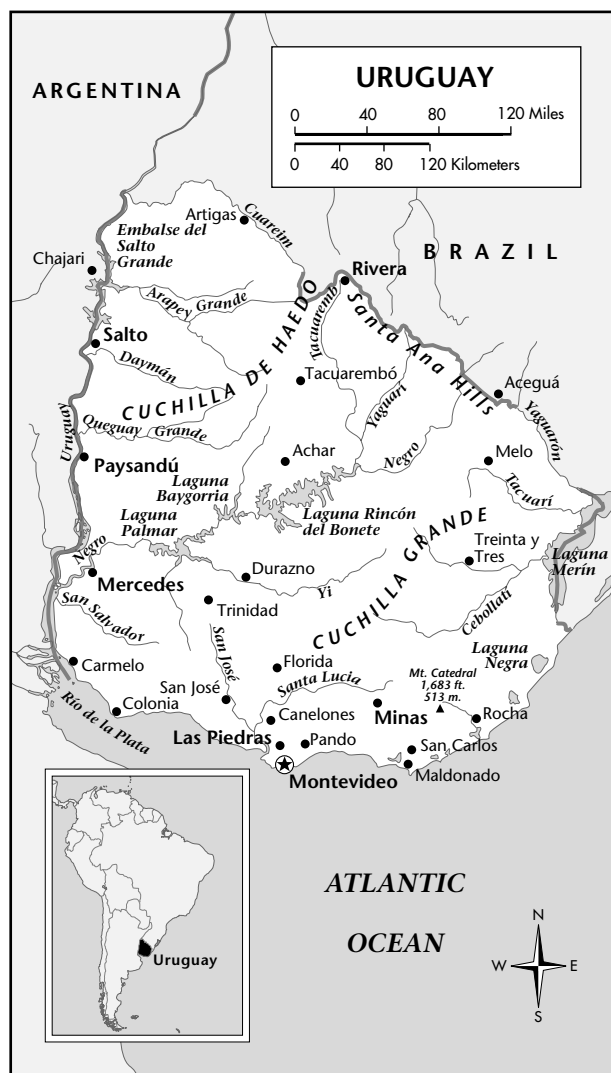 URUGUAY
0 40 80 120 Miles
0 40 80 120 Kilometers
ARGENTINA
BRAZIL
Artigas
Cuareim
Embalse del
Salto
Grande
Chajari
Rivera
Arapey Grande
Tacuaremb
Santa Ana Hills
Salto
Daymán
CUCHILLA DE HAEDO
Tacuarembó
Yaguari
Aceguá
Yaguarón
Uruguay
Queguay Grande
Paysandú
Achar
Negro
Melo
Laguna
Baygorria
Tacuarí
Laguna
Palmar
Laguna Rincón
del Bonete
CUCHILLA GRANDE
Treinta y
Tres
Laguna
Merín
Negro
Mercedes
Durazno
Yi
Trinidad
San
Salvador
Cebollati
San José
Laguna
Negra
Carmelo
Florida
Mt. Catedral
1,683 ft.
513 m.
Santa Lucia
San José
Minas
Colonia
Río de la Plata
Canelones
Rocha
Las Piedras
Pando
San Carlos
Montevideo
Maldonado
ATLANTIC
OCEAN
Uruguay
N
W E
S